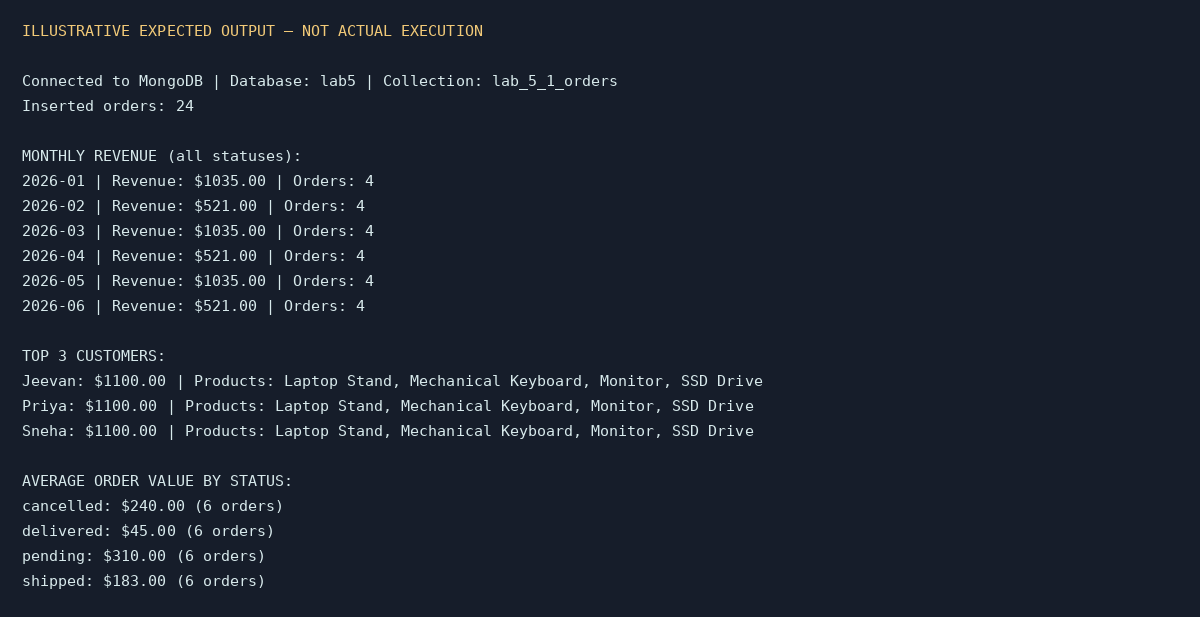 ILLUSTRATIVE EXPECTED OUTPUT — NOT ACTUAL EXECUTION
Connected to MongoDB | Database: lab5 | Collection: lab_5_1_orders
Inserted orders: 24
MONTHLY REVENUE (all statuses):
2026-01 | Revenue: $1035.00 | Orders: 4
2026-02 | Revenue: $521.00 | Orders: 4
2026-03 | Revenue: $1035.00 | Orders: 4
2026-04 | Revenue: $521.00 | Orders: 4
2026-05 | Revenue: $1035.00 | Orders: 4
2026-06 | Revenue: $521.00 | Orders: 4
TOP 3 CUSTOMERS:
Jeevan: $1100.00 | Products: Laptop Stand, Mechanical Keyboard, Monitor, SSD Drive
Priya: $1100.00 | Products: Laptop Stand, Mechanical Keyboard, Monitor, SSD Drive
Sneha: $1100.00 | Products: Laptop Stand, Mechanical Keyboard, Monitor, SSD Drive
AVERAGE ORDER VALUE BY STATUS:
cancelled: $240.00 (6 orders)
delivered: $45.00 (6 orders)
pending: $310.00 (6 orders)
shipped: $183.00 (6 orders)